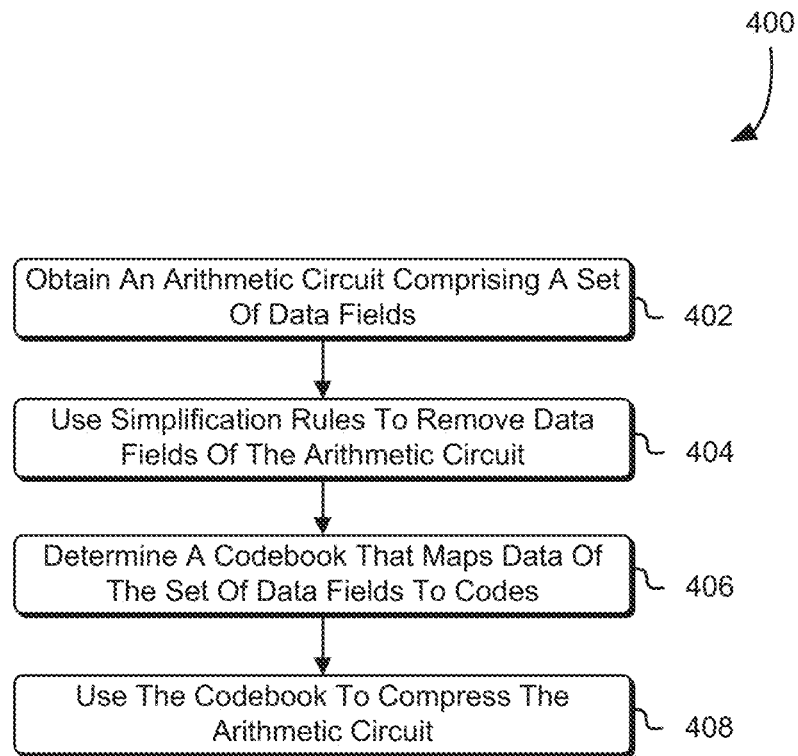 400
Obtain An Arithmetic Circuit Comprising A Set
Of Data Fields
402
Use Simplification Rules To Remove Data
Fields Of The Arithmetic Circuit
404
Determine A Codebook That Maps Data Of
The Set Of Data Fields To Codes
406
Use The Codebook To Compress The
Arithmetic Circuit
408